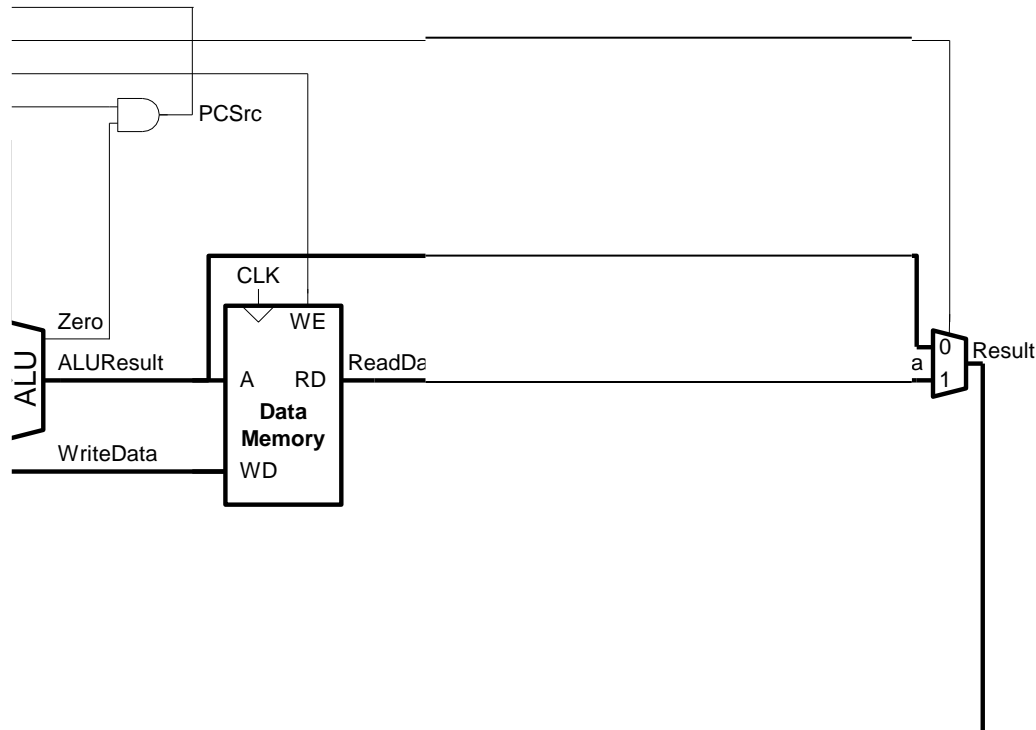 PCSrc
CLK
WE
Zero
ALU
ALUResult
A
RD
ReadDa
a
0
1
Result
Data
Memory
WriteData
WD